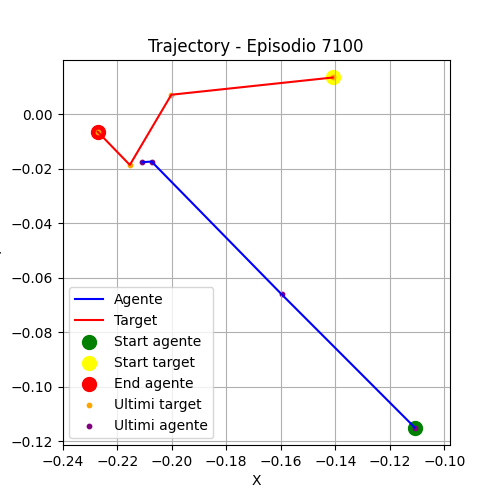 Trajectory - Episodio 7100
0.00
−0.02
−0.04
−0.06
−0.08
−0.10
−0.12
Agente
Target
Start agente
Start target
End agente
Ultimi target
Ultimi agente
−0.24 −0.22 −0.20 −0.18 −0.16 −0.14 −0.12 −0.10
X